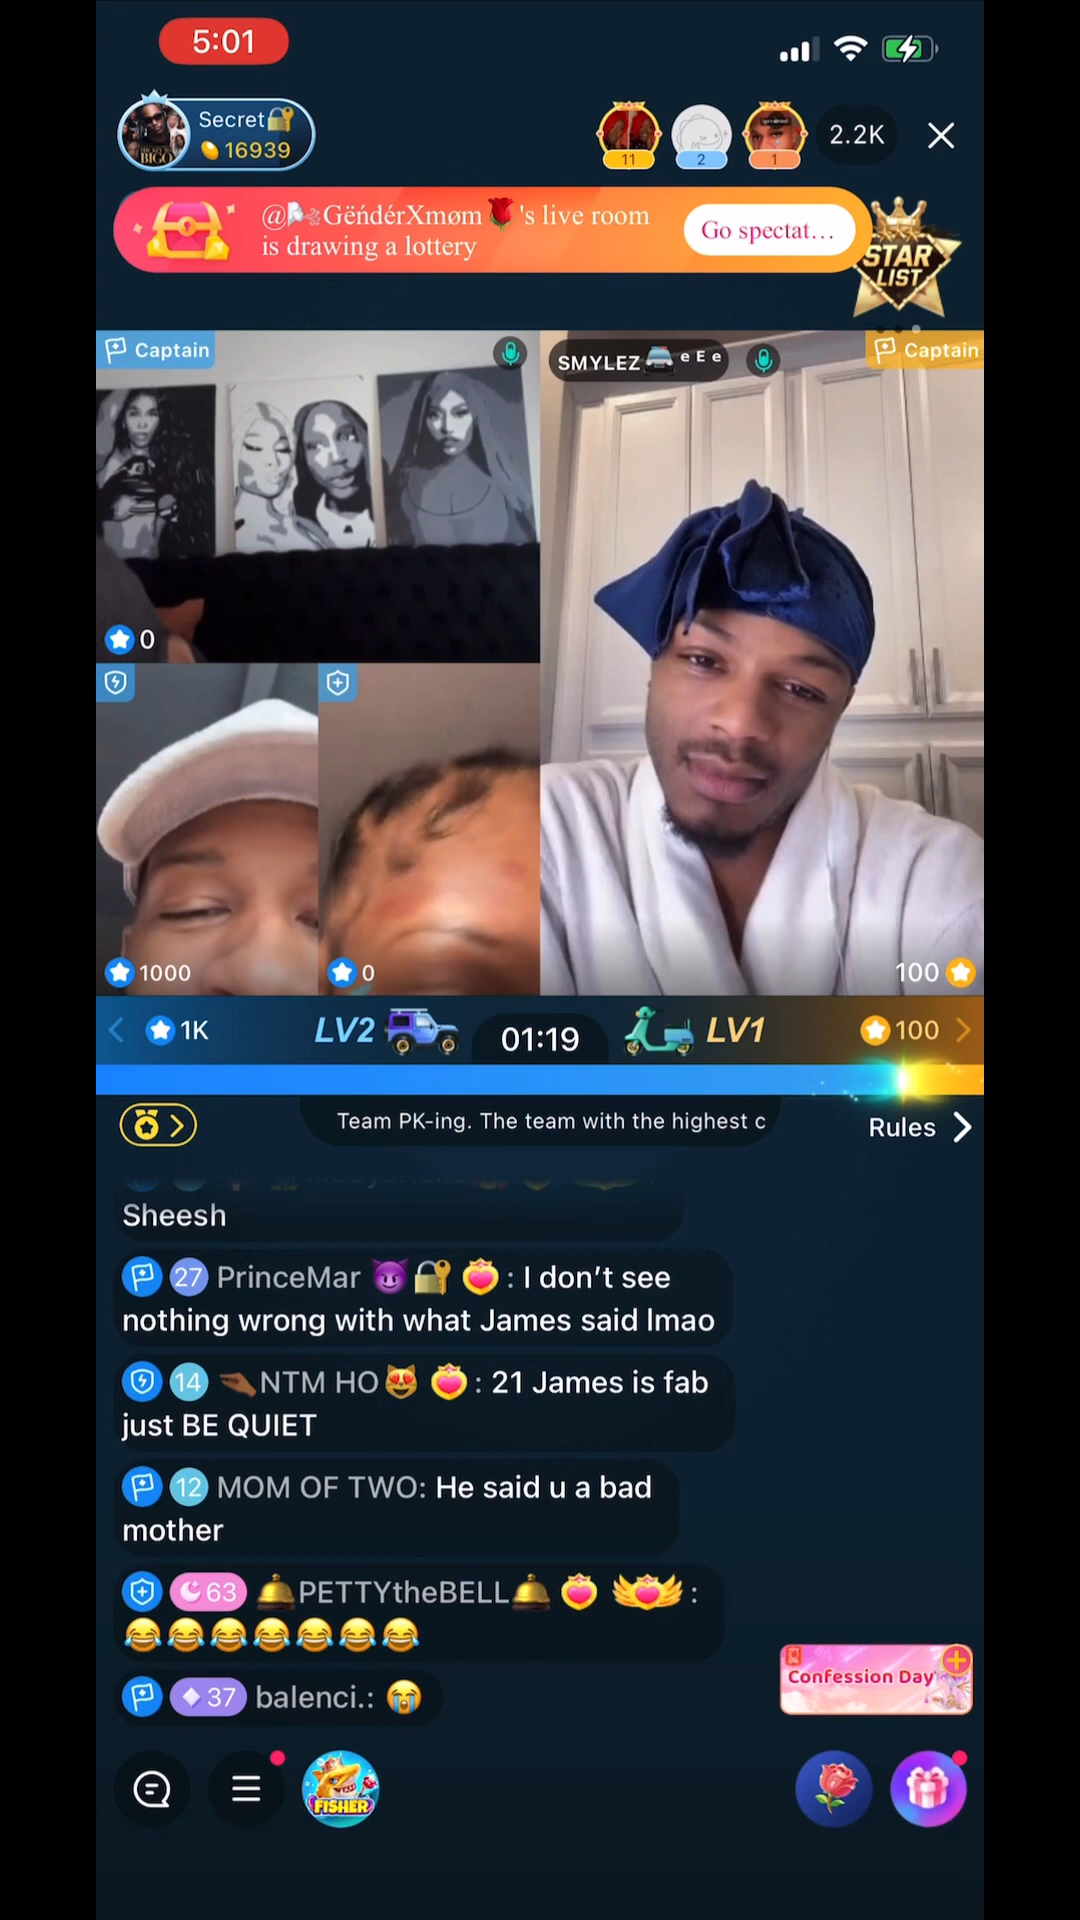 5:01
Secret🔐
16939
BIGO
11
2
1
2.2K
@🌬GëńdérXmøm🌹's live room
is drawing a lottery
Go spectat...
STAR
LIST
Captain
SMYLEZ🚔 e E e
Captain
0
1000
0
100
1K
LV2
01:19
LV1
100
Team PK-ing. The team with the highest c
Rules
Sheesh
27 PrinceMar 😈🔐 : I don’t see
nothing wrong with what James said lmao
14 NTM HO😻 : 21 James is fab
just BE QUIET
12 MOM OF TWO: He said u a bad
mother
63 🛎PETTYtheBELL🛎 :
😂😂😂😂😂😂😂
37 balenci.: 😭
Confession Day
FISHER